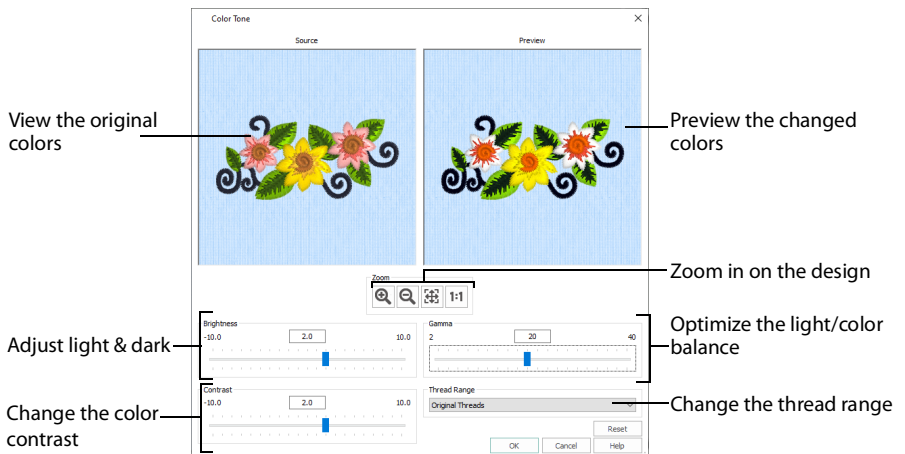 Color Tone
Source
Preview
View the original
colors
Preview the changed
colors
Zoom
1:1
Zoom in on the design
Brightness
-10.0
2.0
10.0
Gamma
2
20
40
Adjust light & dark
Optimize the light/color
balance
Contrast
-10.0
2.0
10.0
Thread Range
Original Threads
Change the color
contrast
Change the thread range
Reset
OK
Cancel
Help